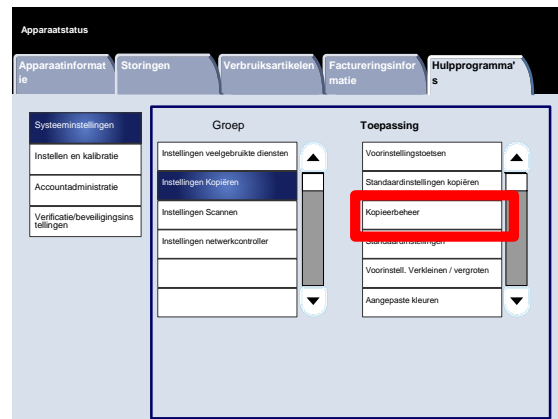 Apparaatstatus
Apparaatinformat
ie
Storingen
Verbruiksartikelen
Factureringsinfor
matie
Hulpprogramma'
s
Systeeminstellingen
Instellen en kalibratie
Accountadministratie
Verificatie/beveiligingsins
tellingen
Groep
Instellingen veelgebruikte diensten
Instellingen Kopiëren
Instellingen Scannen
Instellingen netwerkcontroller
Toepassing
Voorinstellingstoetsen
Standaardinstellingen kopiëren
Kopieerbeheer
Standaardinstellingen
Voorinstell. Verkleinen / vergroten
Aangepaste kleuren